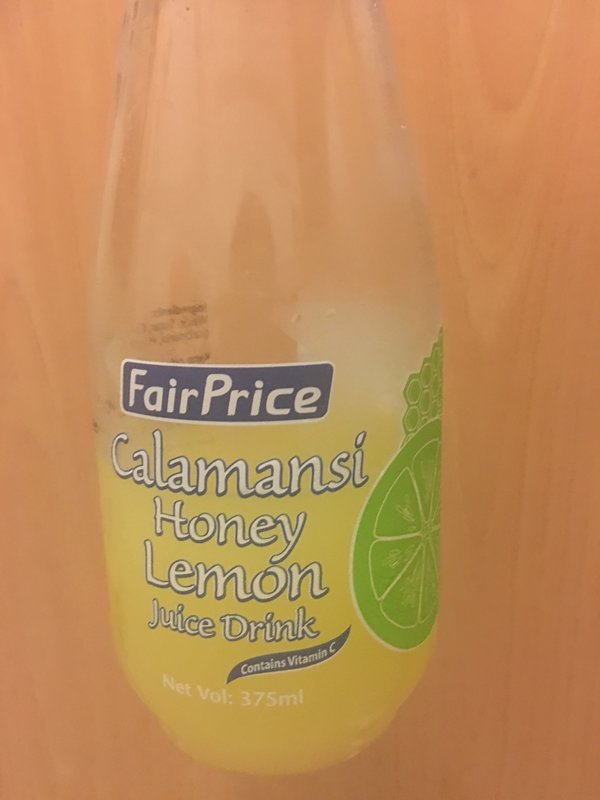 FairPrice
Calamansi
Honey
Lemon
Juice Drink
Contains Vitamin C
Net Vol: 375ml